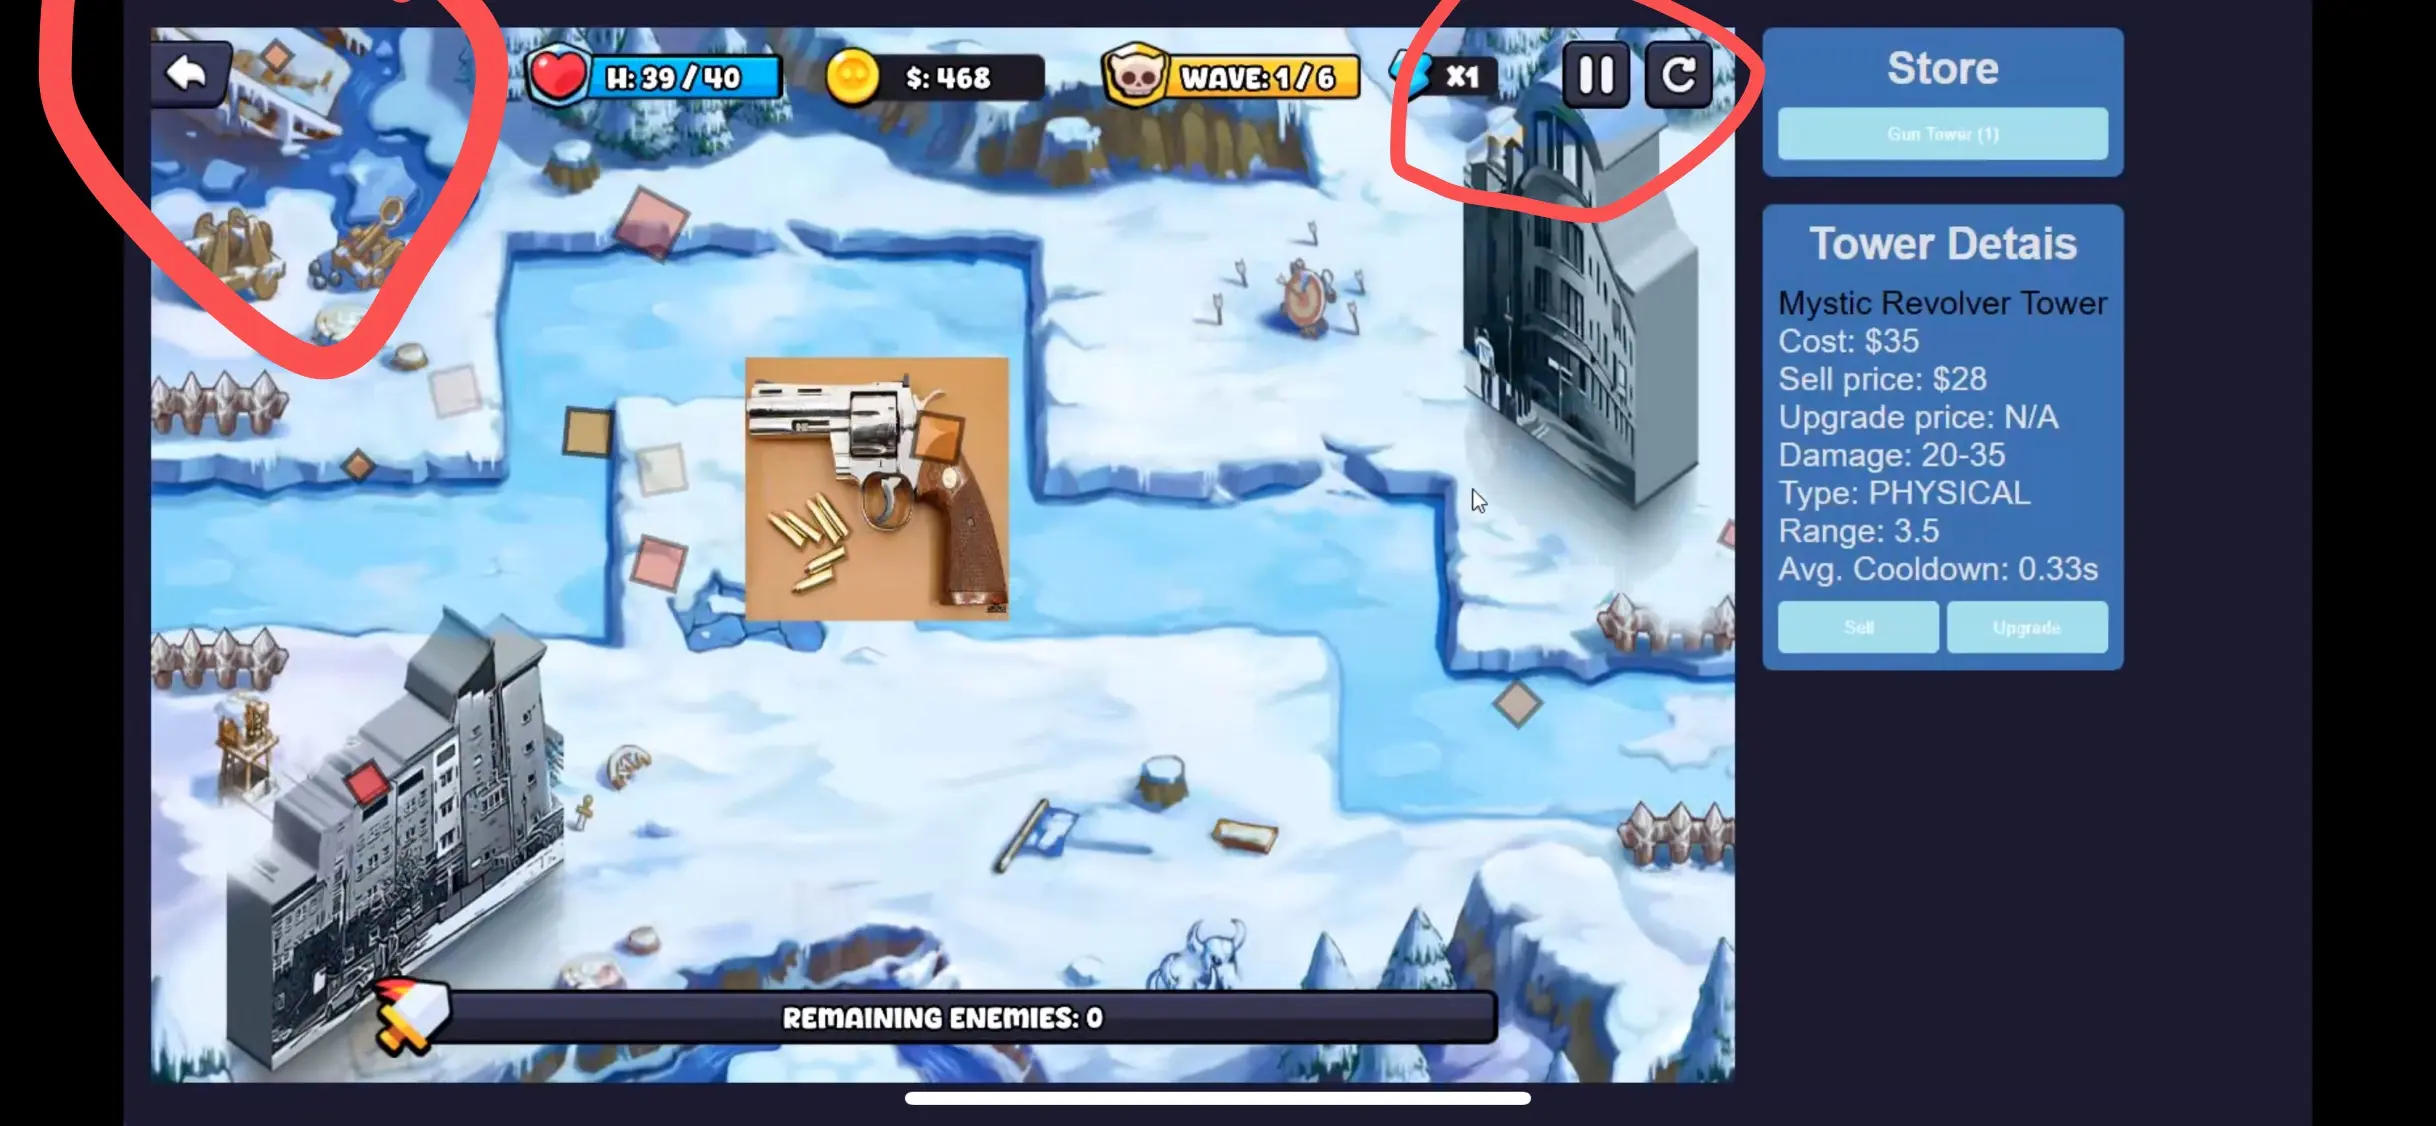 H: 39/40
$: 468
WAVE: 1/6
X1
Store
Gun Tower (1)
Tower Detais
Mystic Revolver Tower
Cost: $35
Sell price: $28
Upgrade price: N/A
Damage: 20-35
Type: PHYSICAL
Range: 3.5
Avg. Cooldown: 0.33s
Sell
Upgrade
REMAINING ENEMIES: 0